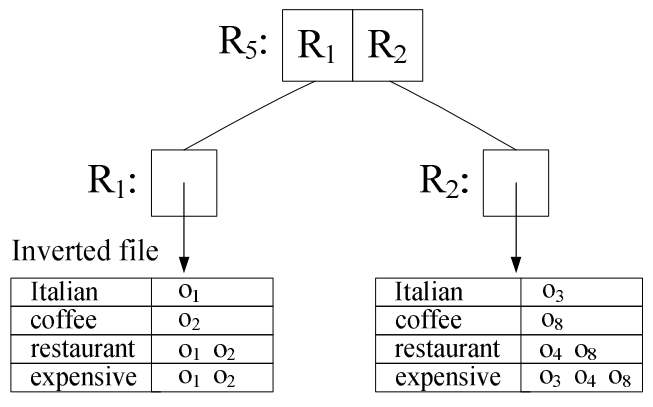 R5: R1 R2
R1: R2:
Inverted file
Italian o1
coffee o2
restaurant o1 o2
expensive o1 o2
Italian o3
coffee o8
restaurant o4 o8
expensive o3 o4 o8